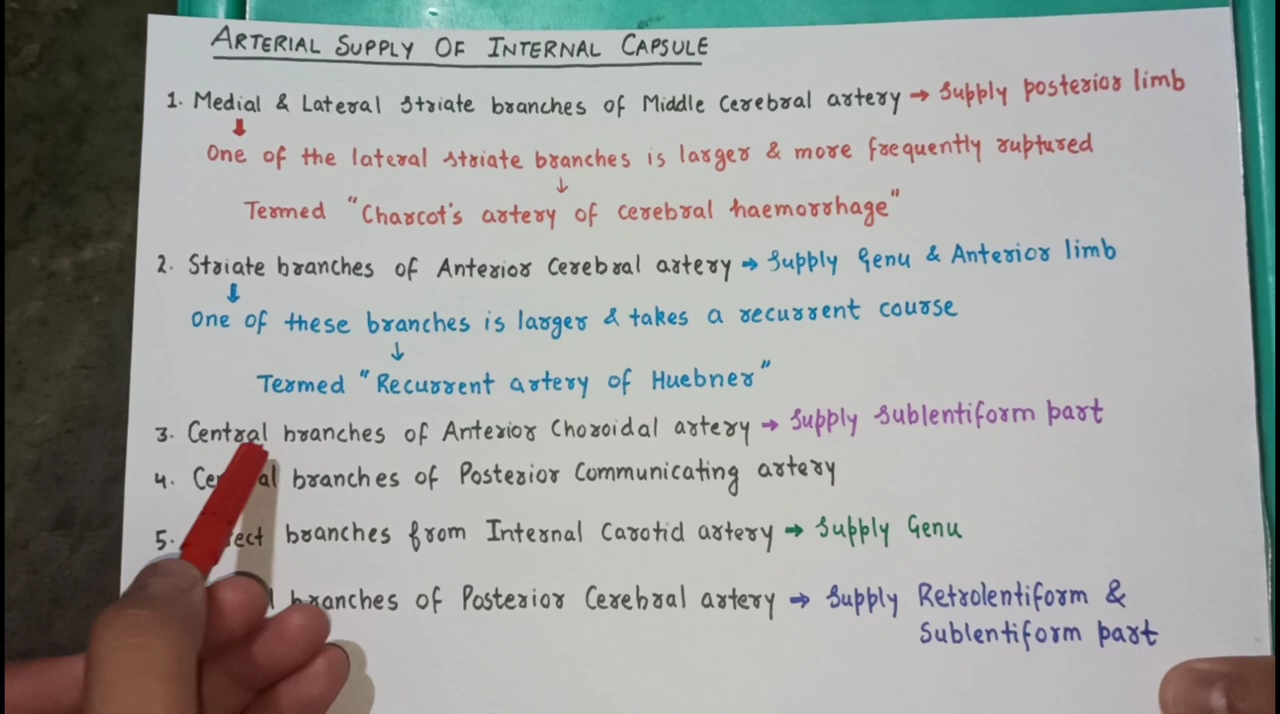 ARTERIAL SUPPLY OF INTERNAL CAPSULE
1. Medial & Lateral Striate branches of Middle Cerebral artery → Supply posterior limb
↓
One of the lateral striate branches is larger & more frequently ruptured
↓
Termed "Charcot's artery of cerebral haemorrhage"
2. Striate branches of Anterior Cerebral artery → Supply Genu & Anterior limb
↓
One of these branches is larger & takes a recurrent course
↓
Termed "Recurrent artery of Huebner"
3. Central branches of Anterior Choroidal artery → Supply Sublentiform part
4. branches of Posterior Communicating artery
5. branches from Internal Carotid artery → Supply Genu
branches of Posterior Cerebral artery → Supply Retrolentiform &
Sublentiform part